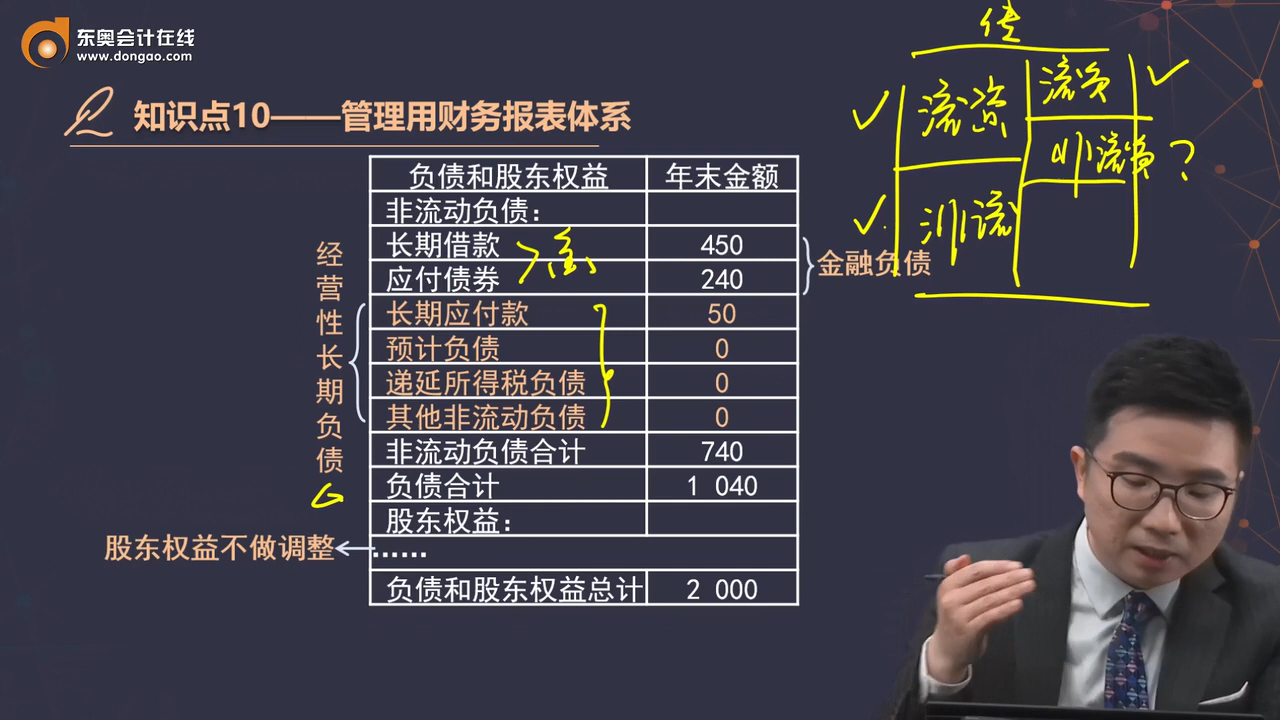 东奥会计在线
www.dongao.com
知识点10——管理用财务报表体系
负债和股东权益 年末金额
非流动负债：
长期借款 450
应付债券 240
长期应付款 50
预计负债 0
递延所得税负债 0
其他非流动负债 0
非流动负债合计 740
负债合计 1 040
股东权益：
……
负债和股东权益总计 2 000
经营性长期负债
金融负债
股东权益不做调整
传
流资
流负
非流负？
非流